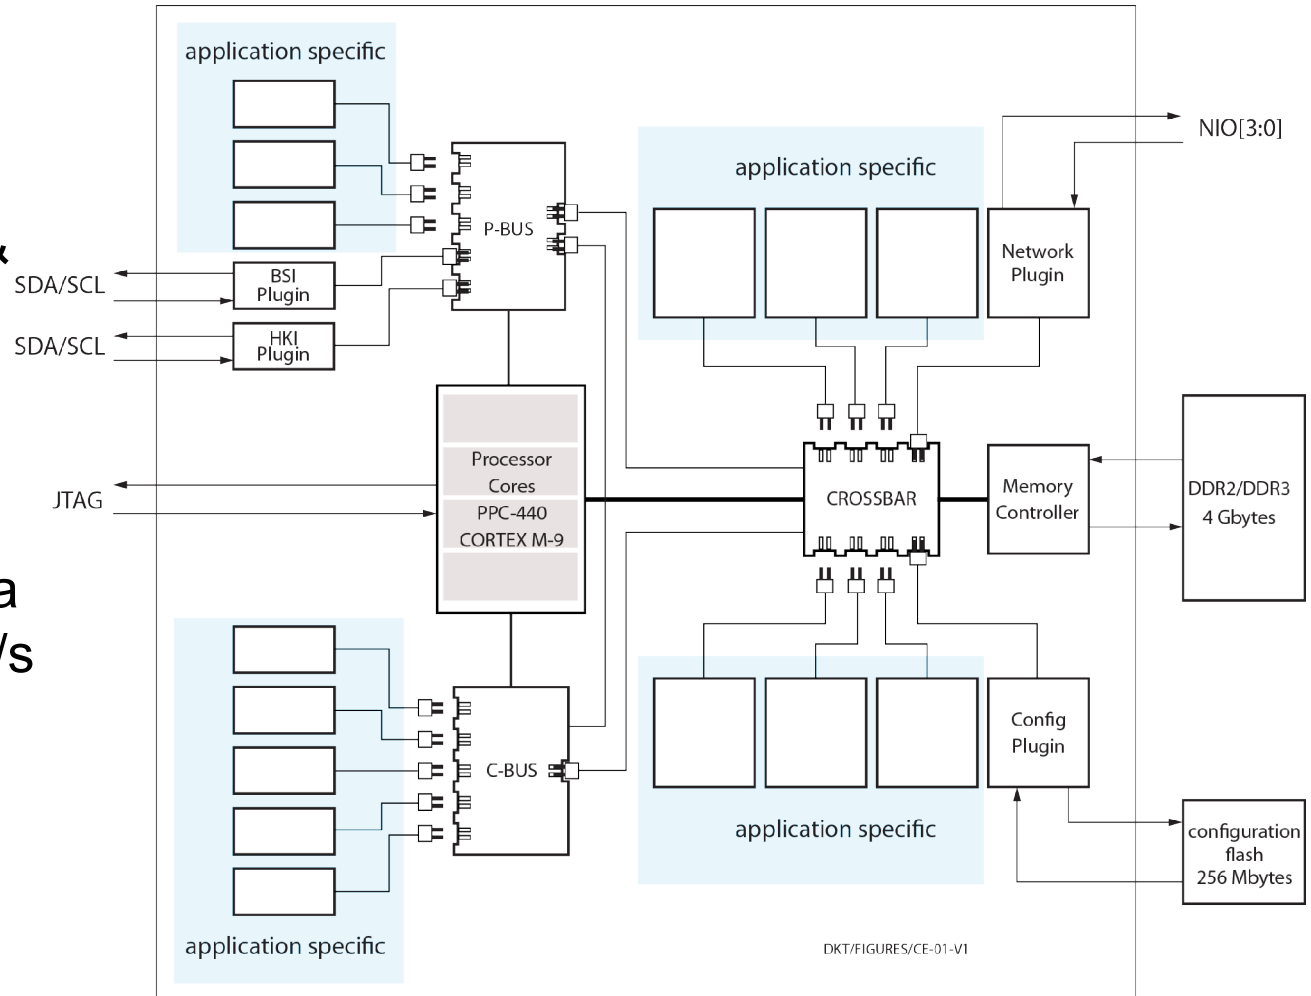 application specific
application specific
NIO[3:0]
P-BUS
Network
Plugin
SDA/SCL
BSI
Plugin
SDA/SCL
HKI
Plugin
Processor
Cores
PPC-440
CORTEX M-9
JTAG
CROSSBAR
Memory
Controller
DDR2/DDR3
4 Gbytes
a
/s
C-BUS
Config
Plugin
application specific
configuration
flash
256 Mbytes
application specific
DKT/FIGURES/CE-01-V1